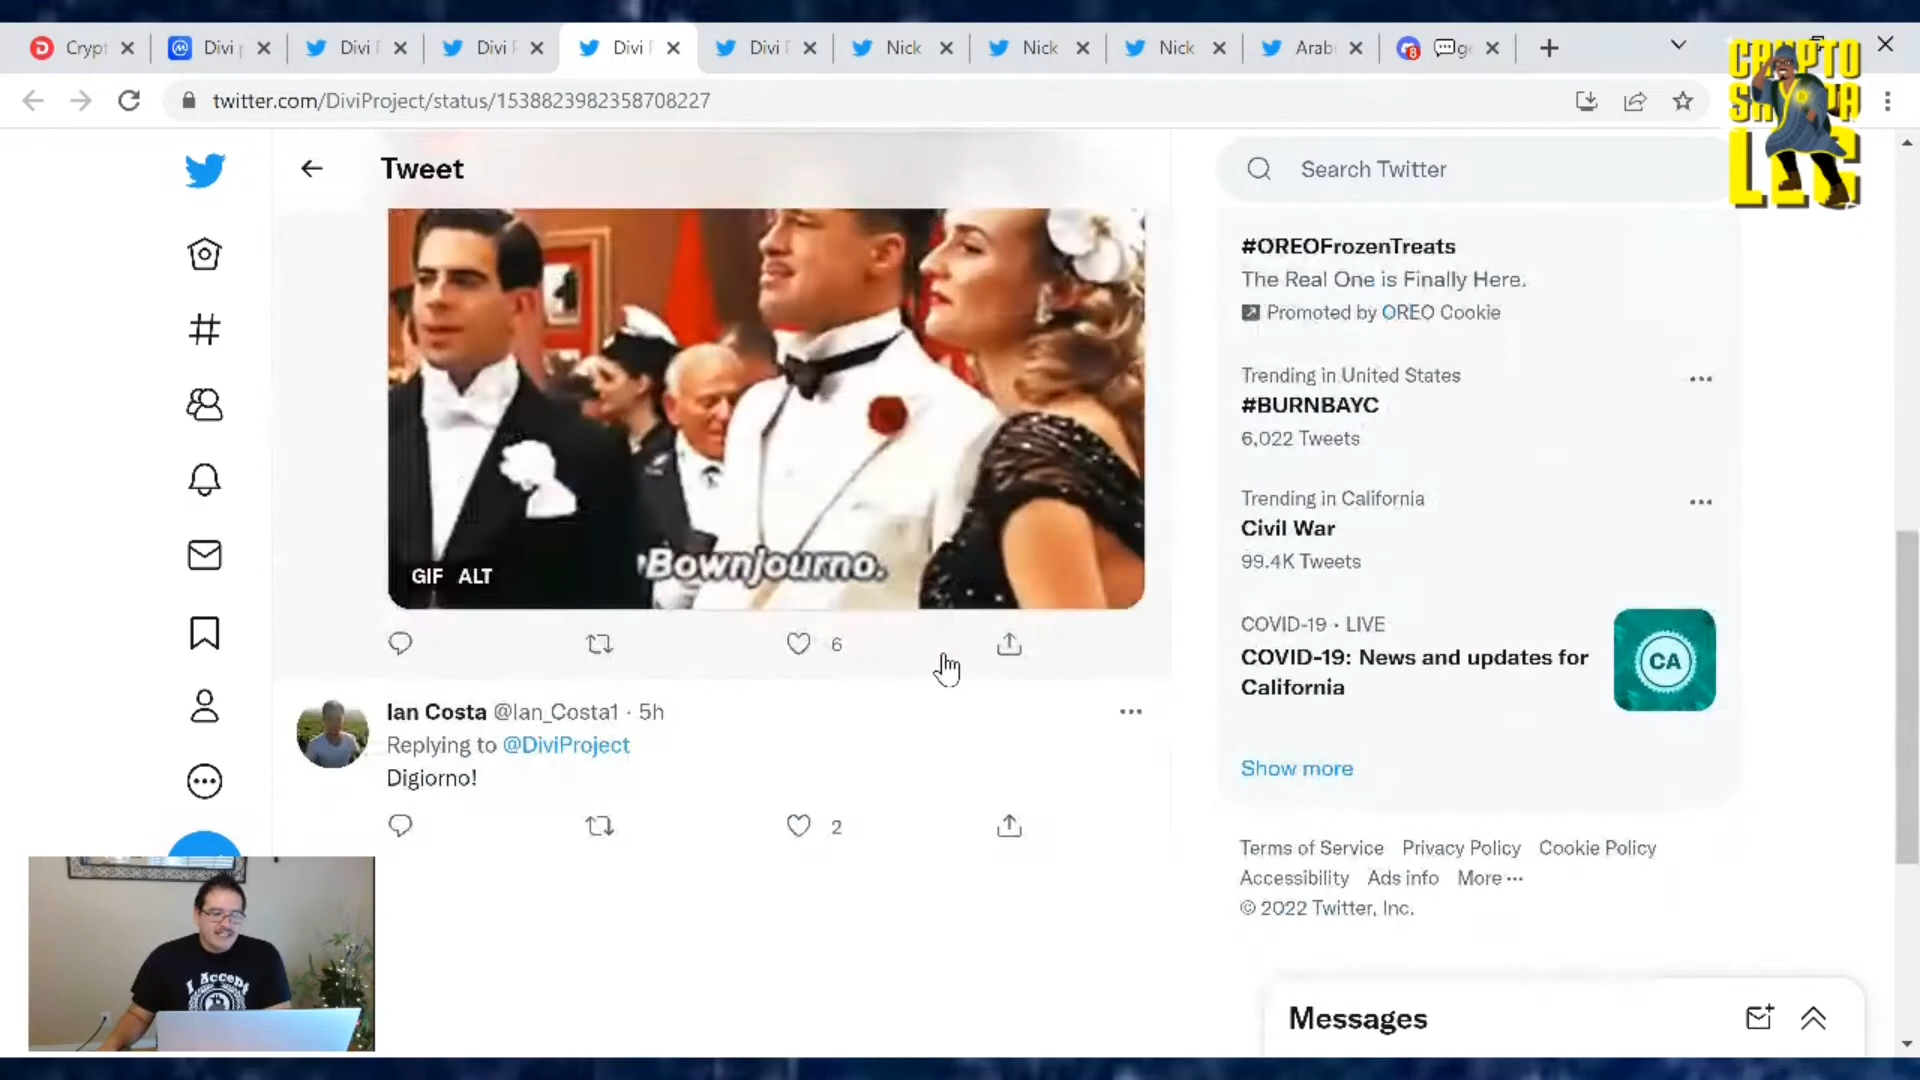 Crypt
Divi p
Divi P
Divi P
Divi P
Divi P
Nick
Nick
Nick
Arab
8
ge
twitter.com/DiviProject/status/1538823982358708227
CRYPTO
LLC
Tweet
Search Twitter
#OREOFrozenTreats
The Real One is Finally Here.
Promoted by OREO Cookie
Trending in United States
#BURNBAYC
6,022 Tweets
Trending in California
Civil War
99.4K Tweets
COVID-19 · LIVE
COVID-19: News and updates for
California
CA
Show more
Terms of Service Privacy Policy Cookie Policy
Accessibility Ads info More ···
© 2022 Twitter, Inc.
Bownjourno.
GIF ALT
6
Ian Costa @Ian_Costa1 · 5h
Replying to @DiviProject
Digiorno!
2
I Accept
Messages